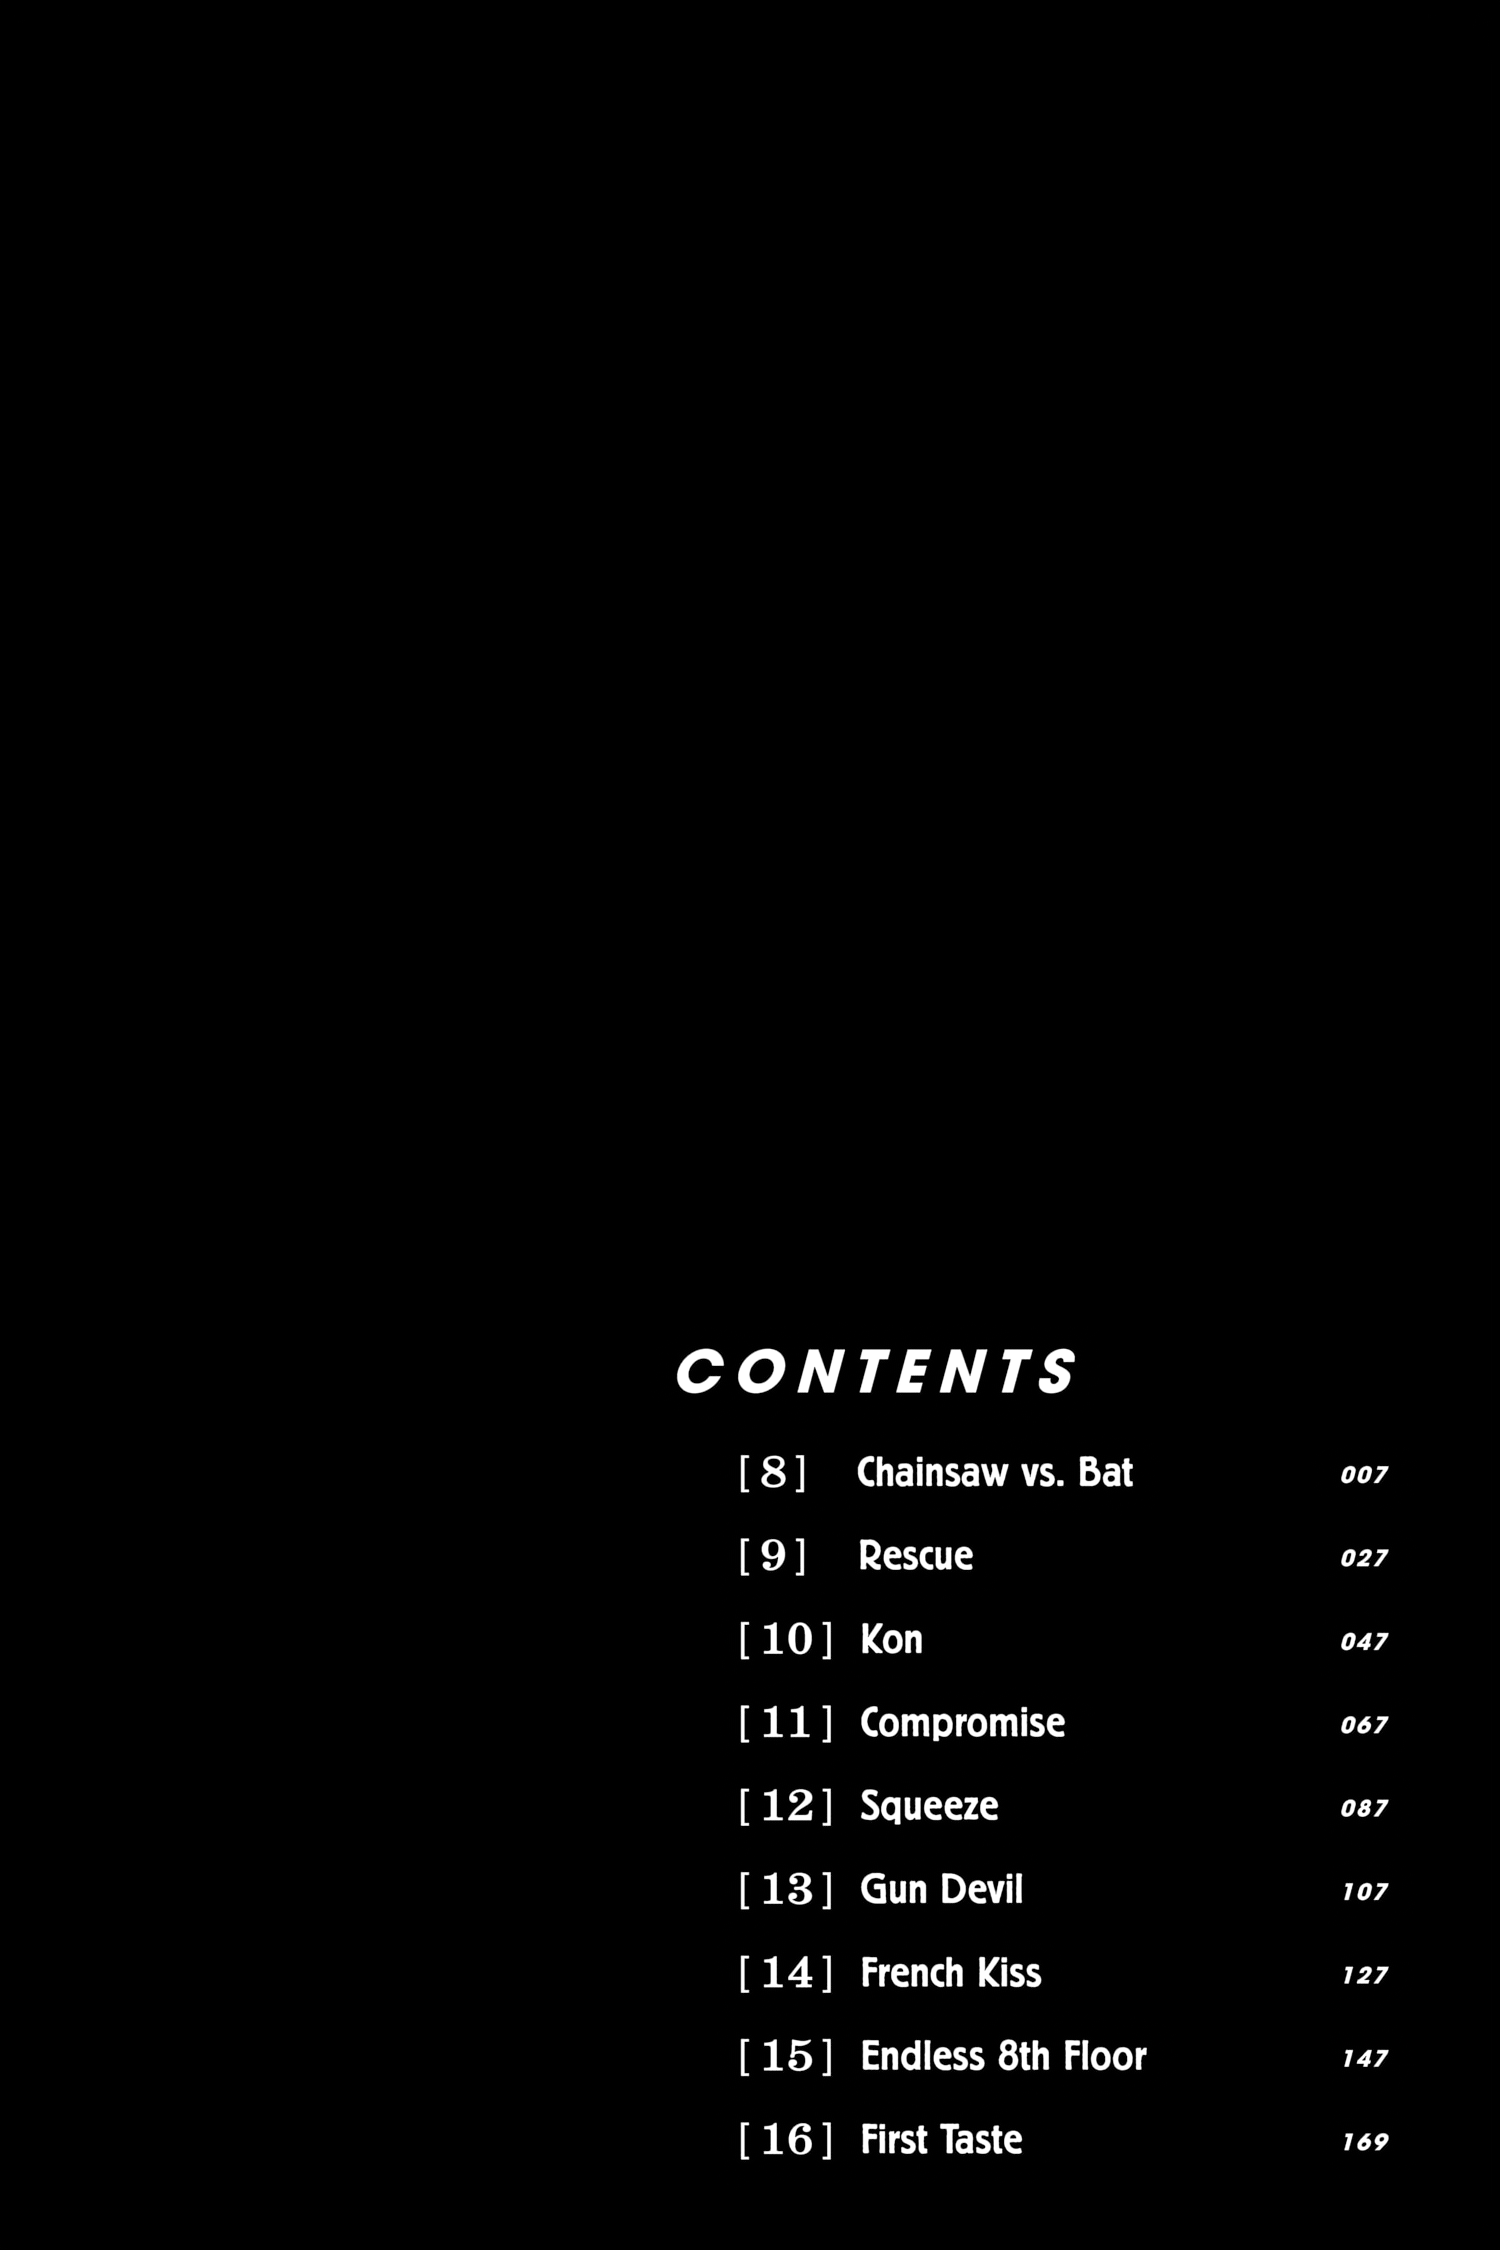 CONTENTS
[8] Chainsaw vs. Bat 007
[9] Rescue 027
[10] Kon 047
[11] Compromise 067
[12] Squeeze 087
[13] Gun Devil 107
[14] French Kiss 127
[15] Endless 8th Floor 147
[16] First Taste 169